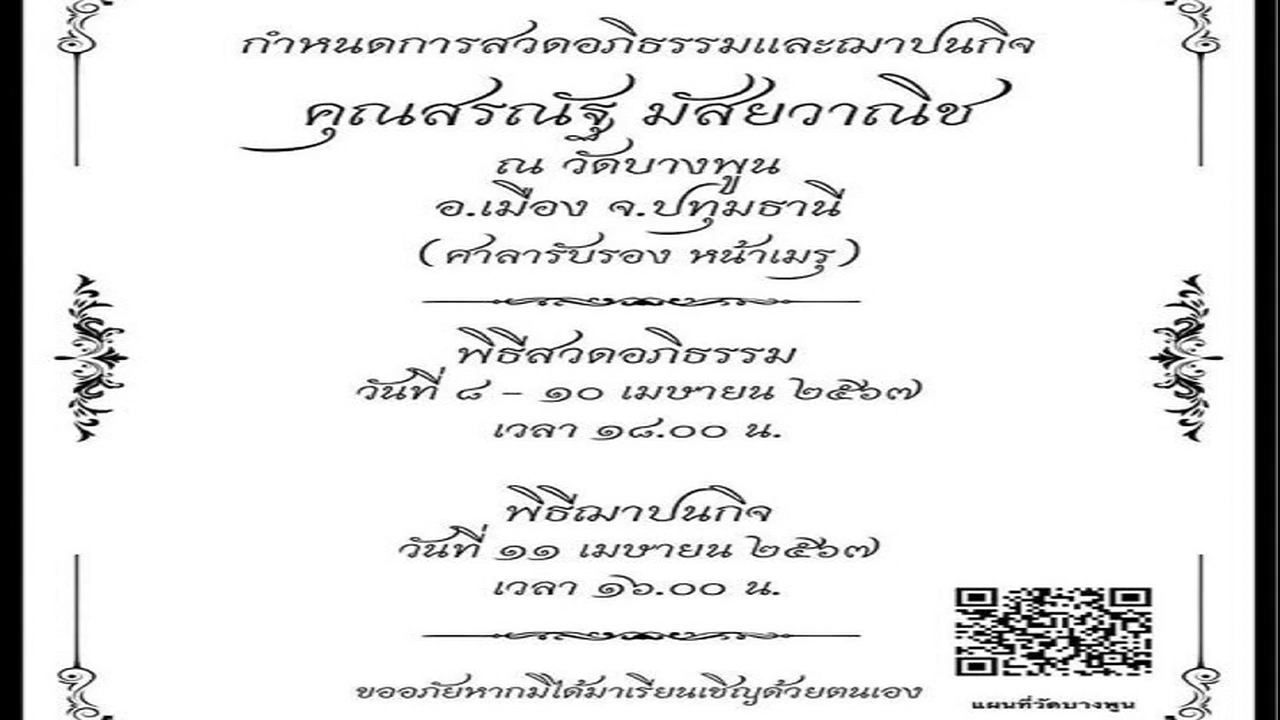 กำหนดการสวดอภิธรรมและฌาปนกิจ
คุณสรณัฐ มัสยวาณิช
ณ วัดบางพูน
อ.เมือง จ.ปทุมธานี
(ศาลารับรอง หน้าเมรุ)
พิธีสวดอภิธรรม
วันที่ ๘ - ๑๐ เมษายน ๒๕๖๗
เวลา ๑๘.๐๐ น.
พิธีฌาปนกิจ
วันที่ ๑๑ เมษายน ๒๕๖๗
เวลา ๑๖.๐๐ น.
ขออภัยหากมิได้มาเรียนเชิญด้วยตนเอง
แผนที่วัดบางพูน